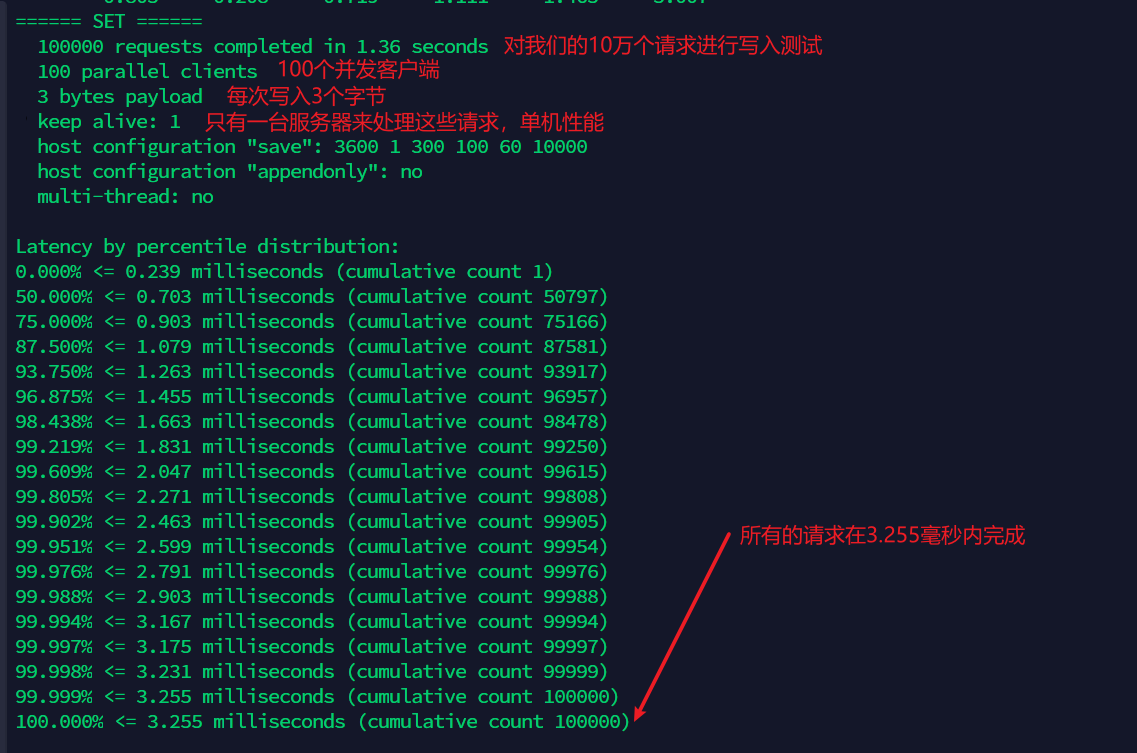 ====== SET ======
100000 requests completed in 1.36 seconds 对我们的10万个请求进行写入测试
100 parallel clients 100个并发客户端
3 bytes payload 每次写入3个字节
keep alive: 1 只有一台服务器来处理这些请求，单机性能
host configuration "save": 3600 1 300 100 60 10000
host configuration "appendonly": no
multi-thread: no
Latency by percentile distribution:
0.000% <= 0.239 milliseconds (cumulative count 1)
50.000% <= 0.703 milliseconds (cumulative count 50797)
75.000% <= 0.903 milliseconds (cumulative count 75166)
87.500% <= 1.079 milliseconds (cumulative count 87581)
93.750% <= 1.263 milliseconds (cumulative count 93917)
96.875% <= 1.455 milliseconds (cumulative count 96957)
98.438% <= 1.663 milliseconds (cumulative count 98478)
99.219% <= 1.831 milliseconds (cumulative count 99250)
99.609% <= 2.047 milliseconds (cumulative count 99615)
99.805% <= 2.271 milliseconds (cumulative count 99808)
99.902% <= 2.463 milliseconds (cumulative count 99905)
99.951% <= 2.599 milliseconds (cumulative count 99954)
所有的请求在3.255毫秒内完成
99.976% <= 2.791 milliseconds (cumulative count 99976)
99.988% <= 2.903 milliseconds (cumulative count 99988)
99.994% <= 3.167 milliseconds (cumulative count 99994)
99.997% <= 3.175 milliseconds (cumulative count 99997)
99.998% <= 3.231 milliseconds (cumulative count 99999)
99.999% <= 3.255 milliseconds (cumulative count 100000)
100.000% <= 3.255 milliseconds (cumulative count 100000)